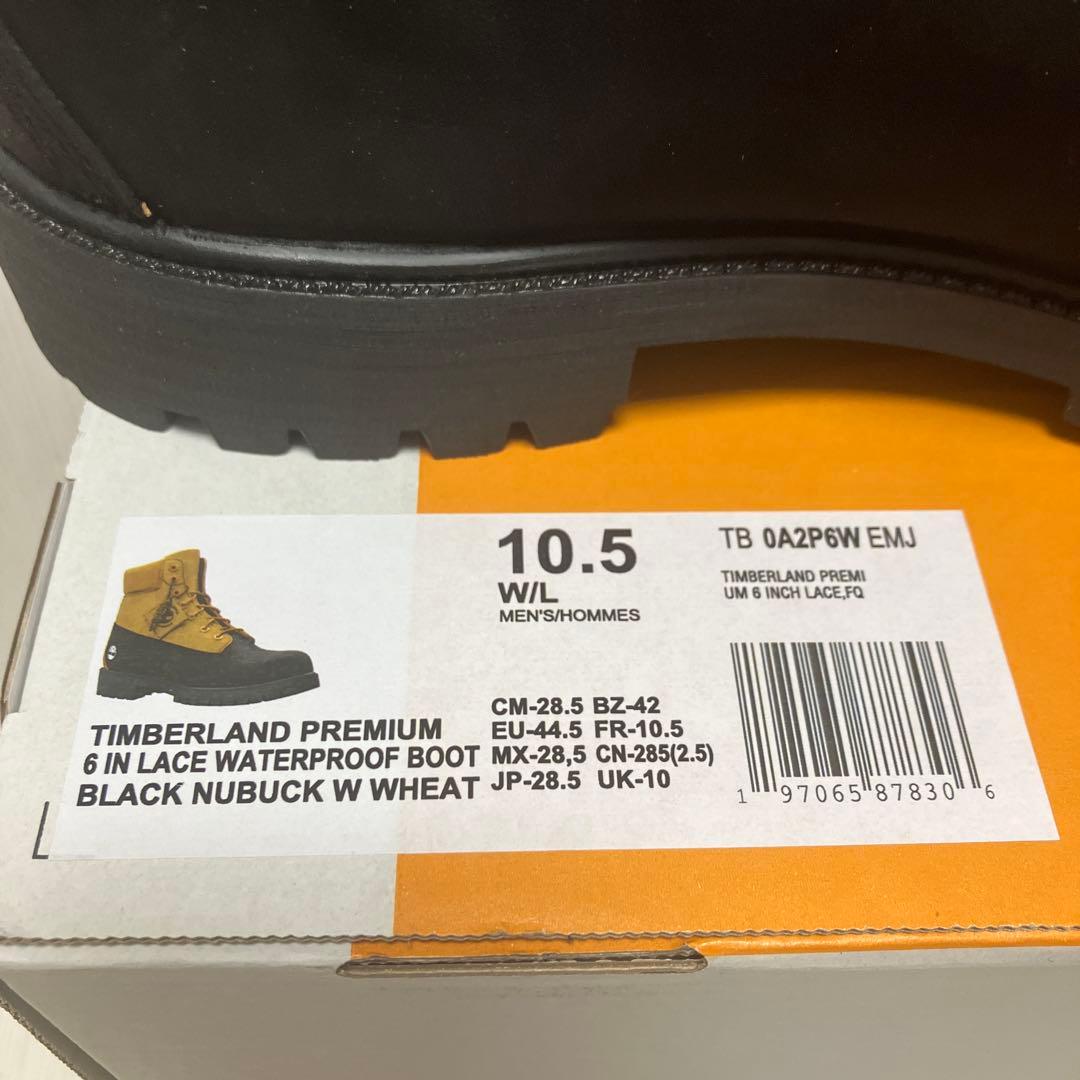 10.5
W/L
MEN'S/HOMMES
TB 0A2P6W EMJ
TIMBERLAND PREMI
UM 6 INCH LACE,FQ
TIMBERLAND PREMIUM
6 IN LACE WATERPROOF BOOT
BLACK NUBUCK W WHEAT
CM-28.5 BZ-42
EU-44.5 FR-10.5
MX-28,5 CN-285(2.5)
JP-28.5 UK-10
1 97065 87830 6